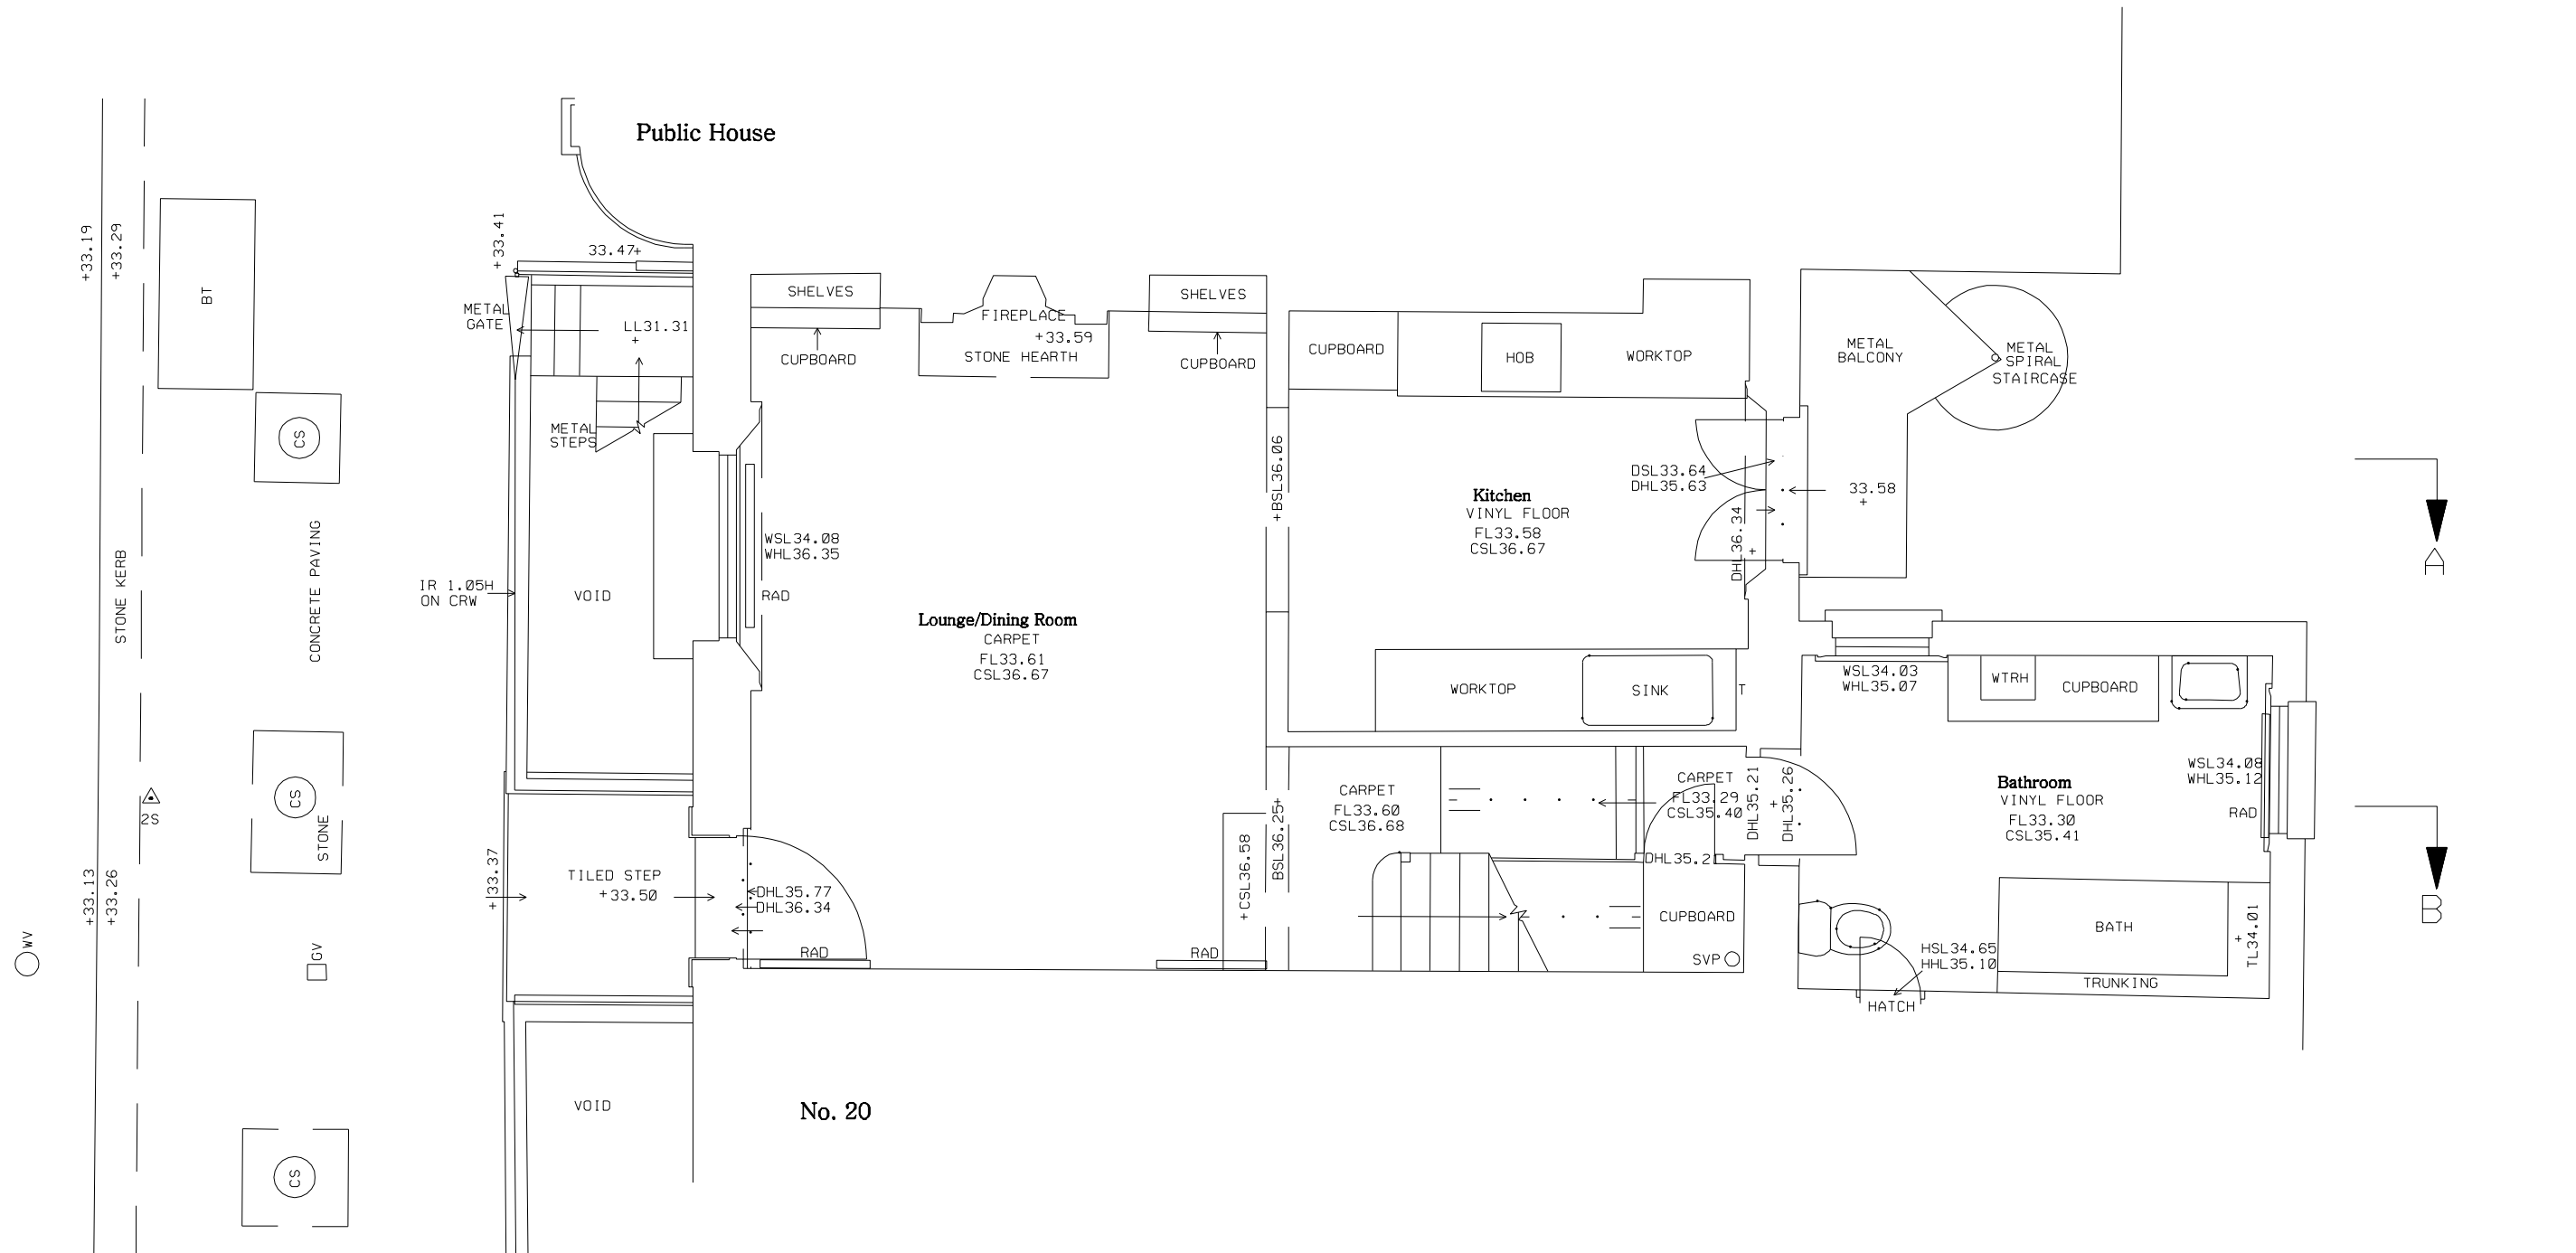 Public House
+33.19
+33.29
BT
+33.41
33.47+
METAL
GATE
LL31.31
+
METAL
STEPS
SHELVES
CUPBOARD
FIREPLACE
+33.59
STONE HEARTH
SHELVES
CUPBOARD
CUPBOARD
HOB
WORKTOP
METAL
BALCONY
METAL
SPIRAL
STAIRCASE
CS
CONCRETE PAVING
STONE KERB
IR 1.05H
ON CRW
VOID
WSL34.08
WHL36.35
RAD
Lounge/Dining Room
CARPET
FL33.61
CSL36.67
+BSL36.06
Kitchen
VINYL FLOOR
FL33.58
CSL36.67
DSL33.64
DHL35.63
DHL36.34
+
33.58
+
A
WORKTOP
SINK
T
WSL34.03
WHL35.07
WTRH
CUPBOARD
Bathroom
VINYL FLOOR
FL33.30
CSL35.41
WSL34.08
WHL35.12
RAD
CS
STONE
2S
+33.13
+33.26
WV
GV
+33.37
TILED STEP
+33.50
DHL35.77
DHL36.34
RAD
RAD
+CSL36.58
BSL36.25+
CARPET
FL33.60
CSL36.68
CARPET
FL33.29
CSL35.40
DHL35.21
+
DHL35.26
DHL35.21
CUPBOARD
SVP
HSL34.65
HHL35.10
HATCH
BATH
TRUNKING
+
TL34.01
B
VOID
No. 20
CS